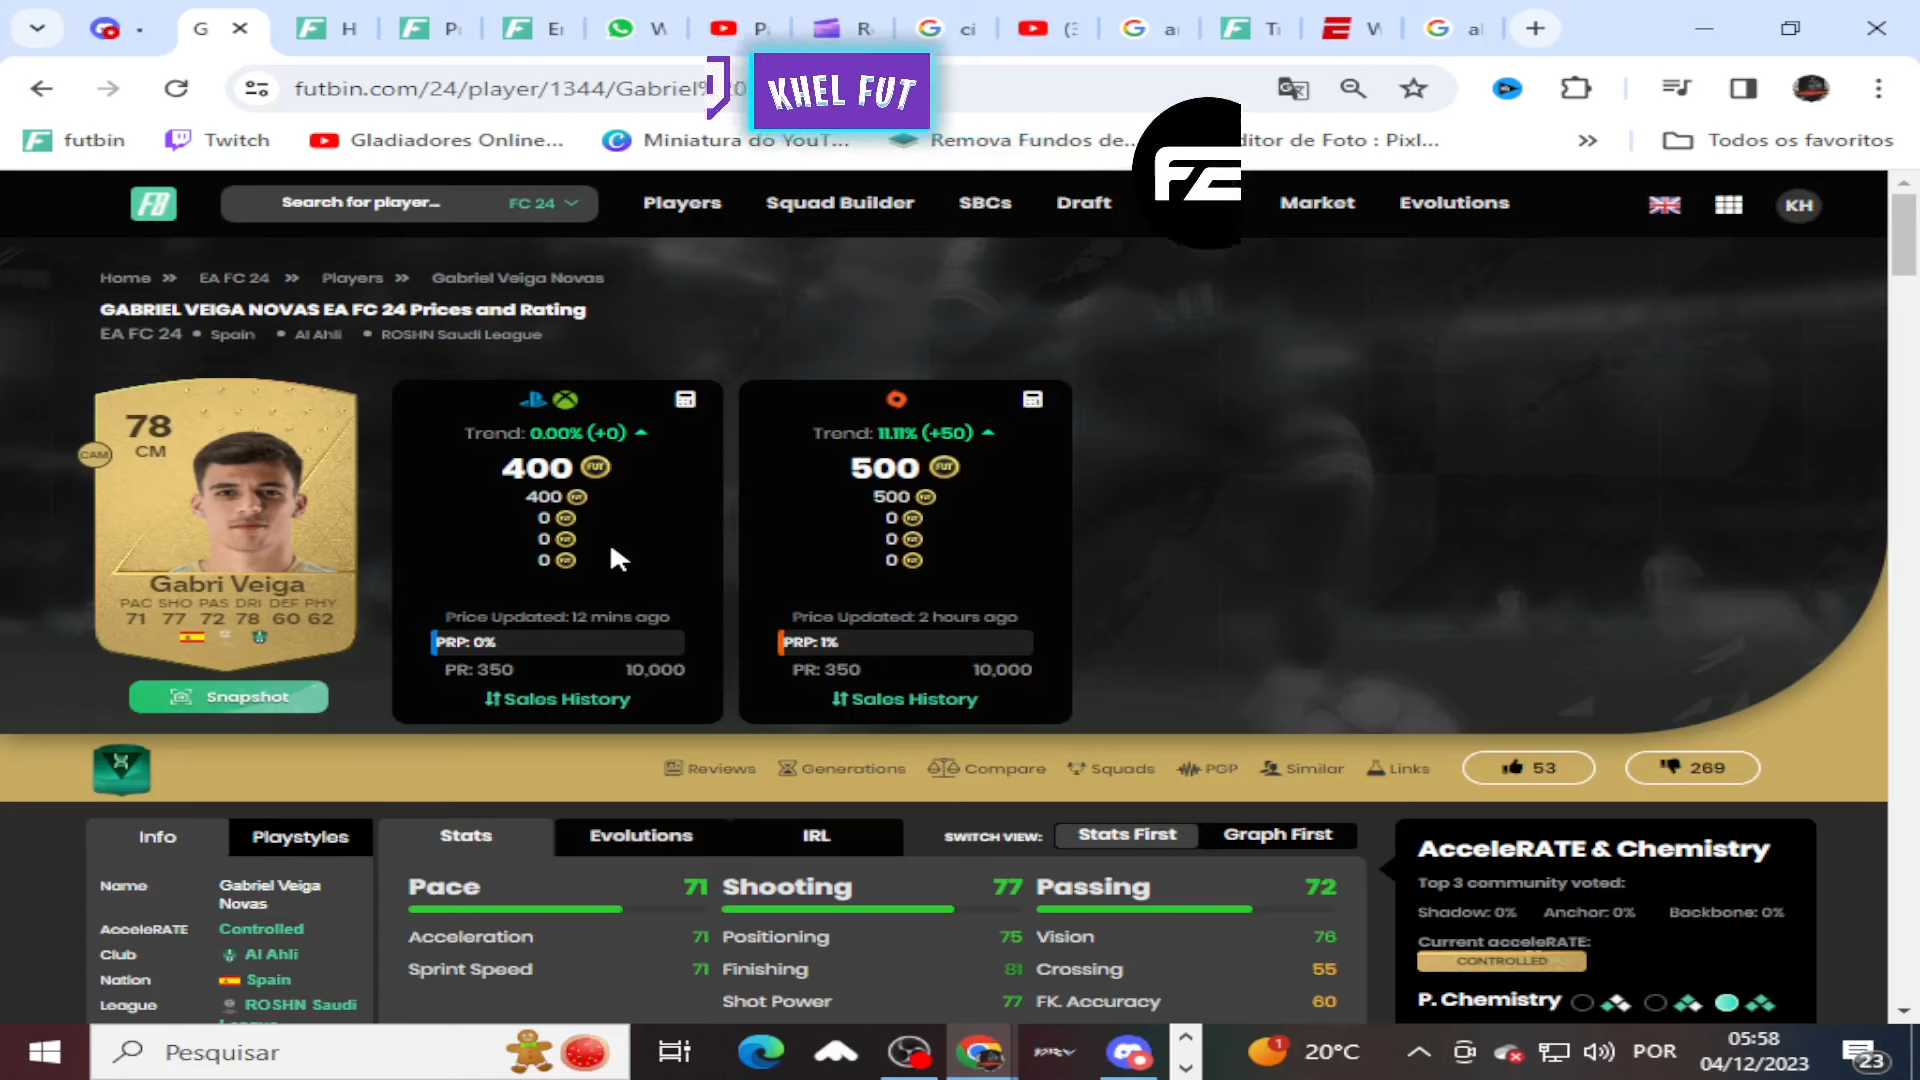 G
H
P
E
W
P
R
ci
(3
a
T
W
al
futbin.com/24/player/1344/Gabriel%20
KHEL FUT
futbin
Twitch
Gladiadores Online...
Miniatura do YouT...
Remova Fundos de...
ditor de Foto : Pixl...
Todos os favoritos
Search for player...
FC 24
Players
Squad Builder
SBCs
Draft
Market
Evolutions
KH
Home » EA FC 24 » Players » Gabriel Veiga Novas
GABRIEL VEIGA NOVAS EA FC 24 Prices and Rating
EA FC 24 • Spain • Al Ahli • ROSHN Saudi League
78
CM
CAM
Gabri Veiga
PAC SHO PAS DRI DEF PHY
71 77 72 78 60 62
Snapshot
Trend: 0.00% (+0)
400
400
0
0
0
Price Updated: 12 mins ago
PRP: 0%
PR: 350 10,000
Sales History
Trend: 11.11% (+50)
500
500
0
0
0
Price Updated: 2 hours ago
PRP: 1%
PR: 350 10,000
Sales History
Reviews
Generations
Compare
Squads
PGP
Similar
Links
53
269
Info
Playstyles
Name Gabriel Veiga
Novas
AcceleRATE Controlled
Club Al Ahli
Nation Spain
League ROSHN Saudi
Stats
Evolutions
IRL
SWITCH VIEW:
Stats First
Graph First
Pace 71
Acceleration 71
Sprint Speed 71
Shooting 77
Positioning 75
Finishing 81
Shot Power 77
Passing 72
Vision 76
Crossing 55
FK. Accuracy 60
AcceleRATE & Chemistry
Top 3 community voted:
Shadow: 0% Anchor: 0% Backbone: 0%
Current acceleRATE:
CONTROLLED
P. Chemistry
Pesquisar
1
20°C
POR
05:58
04/12/2023
23